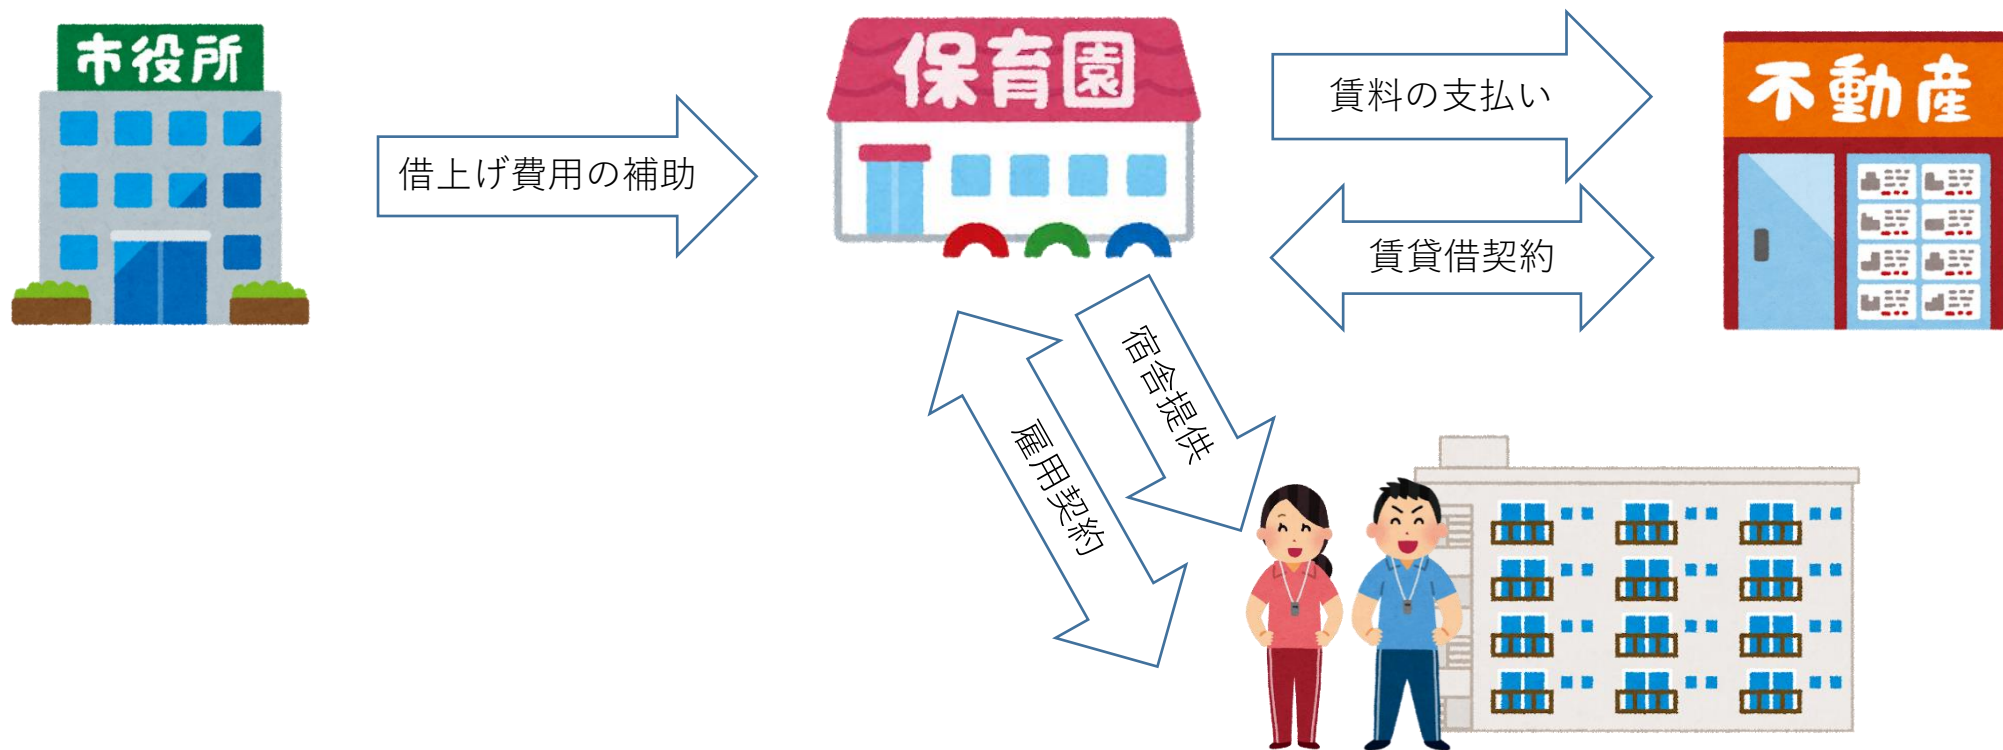 市役所
保育園
不動産
借上げ費用の補助
賃料の支払い
賃貸借契約
宿舎提供
雇用契約